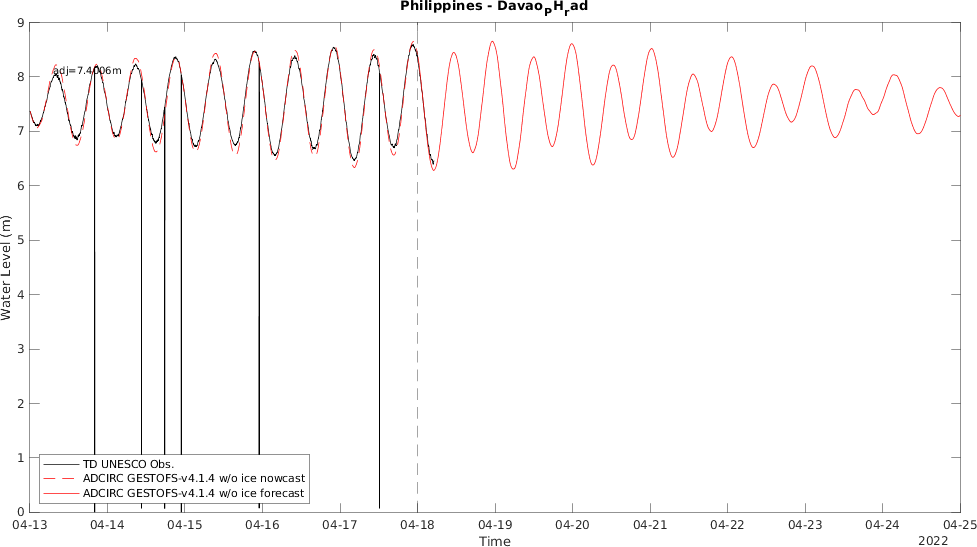 Philippines - Davao_PH_rad
9
8
7
6
5
4
3
2
1
0
adj=7.4006m
Water Level (m)
TD UNESCO Obs.
ADCIRC GESTOFS-v4.1.4 w/o ice nowcast
ADCIRC GESTOFS-v4.1.4 w/o ice forecast
04-13 04-14 04-15 04-16 04-17 04-18 04-19 04-20 04-21 04-22 04-23 04-24 04-25
Time
2022